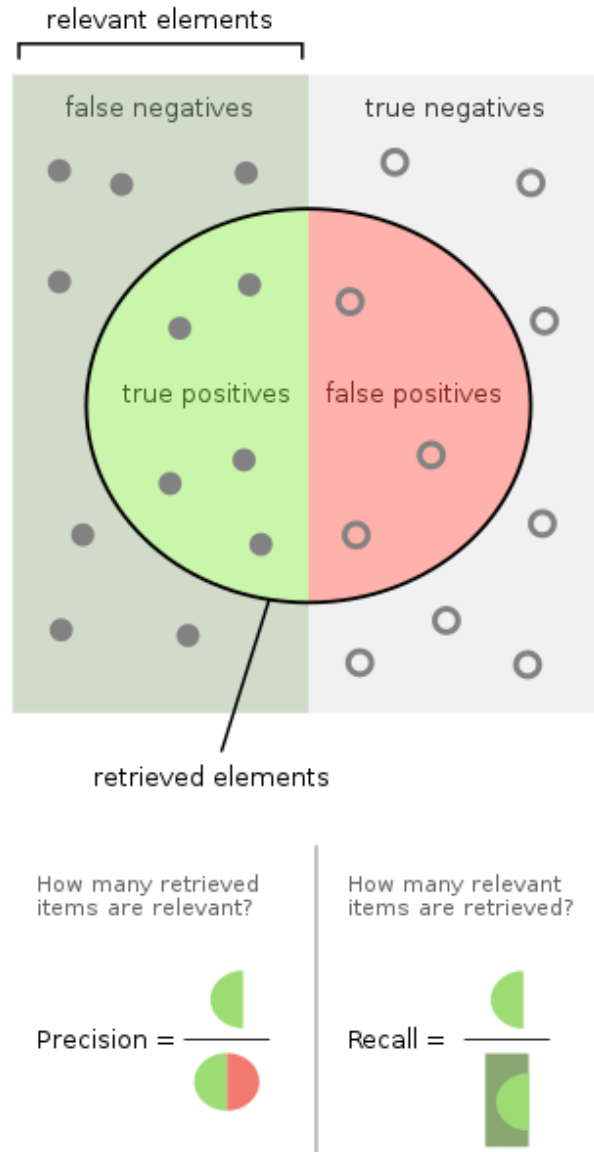 relevant elements
false negatives
true negatives
true positives
false positives
retrieved elements
How many retrieved
items are relevant?
How many relevant
items are retrieved?
Precision =
Recall =